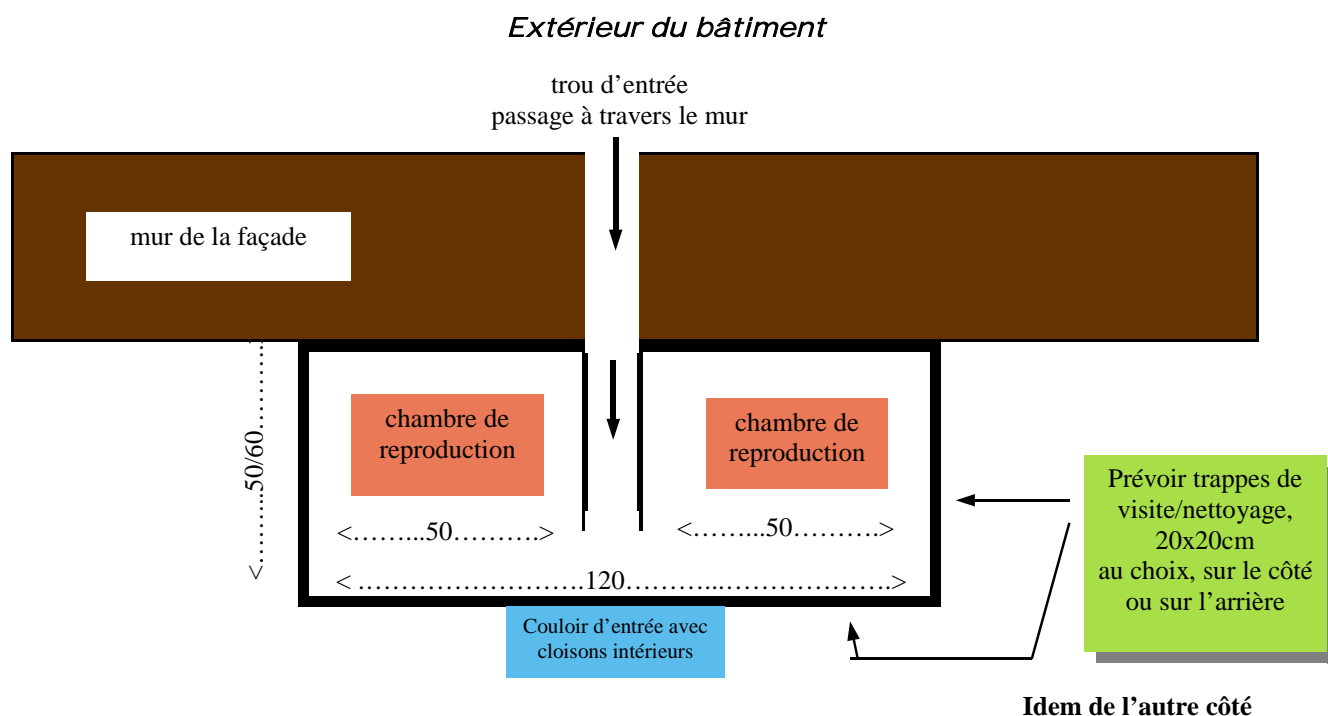 Extérieur du bâtiment
trou d’entrée
passage à travers le mur
mur de la façade
<……...50/60………
chambre de
reproduction
chambre de
reproduction
<……...50……….>
<……...50……….>
< …………………….120………..……………….>
Couloir d’entrée avec
cloisons intérieurs
Prévoir trappes de
visite/nettoyage,
20x20cm
au choix, sur le côté
ou sur l’arrière
Idem de l’autre côté